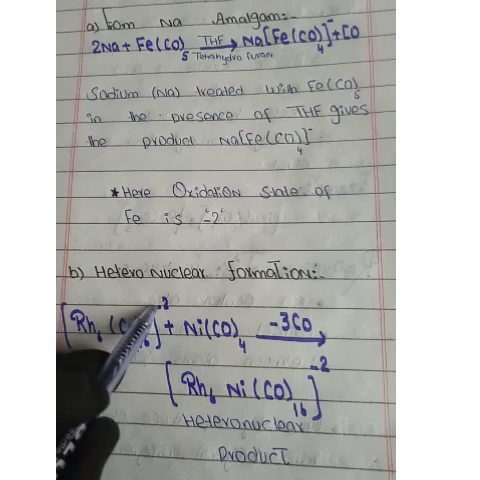 a) From Na Amalgam:-
2Na + Fe(CO)5 THF→ Na[Fe(CO)4]⁻ + CO
Tetrahydro Furan
Sodium (Na) treated with Fe(CO)5
in the presence of THF gives
the product Na[Fe(CO)4]⁻
*Here Oxidation State of
Fe is "-2"
b) Hetero Nuclear formation:-
[Rh6 (C 16]⁻² + Ni(CO)4 -3CO→
[Rh6 Ni(CO)16]⁻²
Heteronuclear
Product